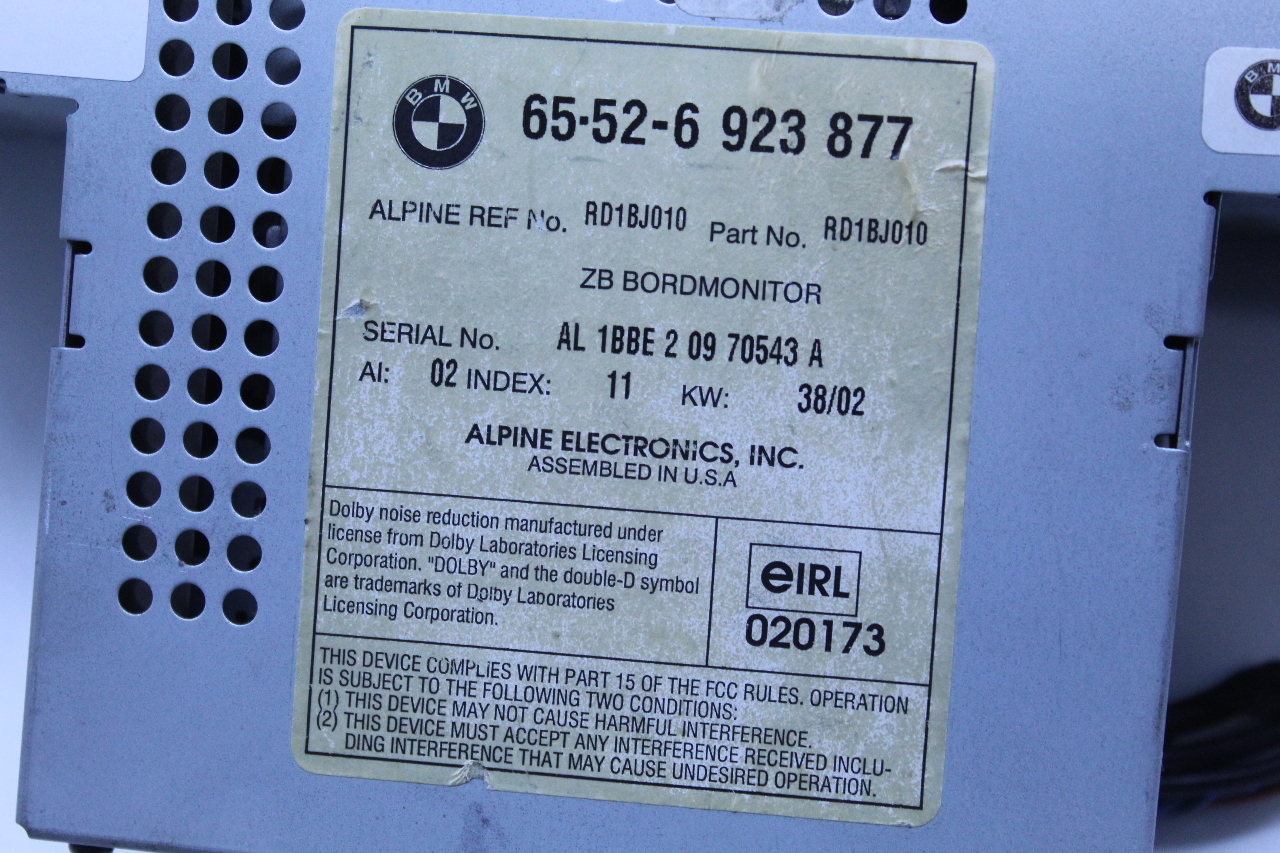 BMW
65-52-6 923 877
ALPINE REF No. RD1BJ010 Part No. RD1BJ010
ZB BORDMONITOR
SERIAL No. AL 1BBE 2 09 70543 A
AI: 02 INDEX: 11 KW: 38/02
ALPINE ELECTRONICS, INC.
ASSEMBLED IN U.S.A
Dolby noise reduction manufactured under
license from Dolby Laboratories Licensing
Corporation. "DOLBY" and the double-D symbol
are trademarks of Dolby Laboratories
Licensing Corporation.
eIRL
020173
THIS DEVICE COMPLIES WITH PART 15 OF THE FCC RULES. OPERATION
IS SUBJECT TO THE FOLLOWING TWO CONDITIONS:
(1) THIS DEVICE MAY NOT CAUSE HARMFUL INTERFERENCE.
(2) THIS DEVICE MUST ACCEPT ANY INTERFERENCE RECEIVED INCLU-
DING INTERFERENCE THAT MAY CAUSE UNDESIRED OPERATION.
BM